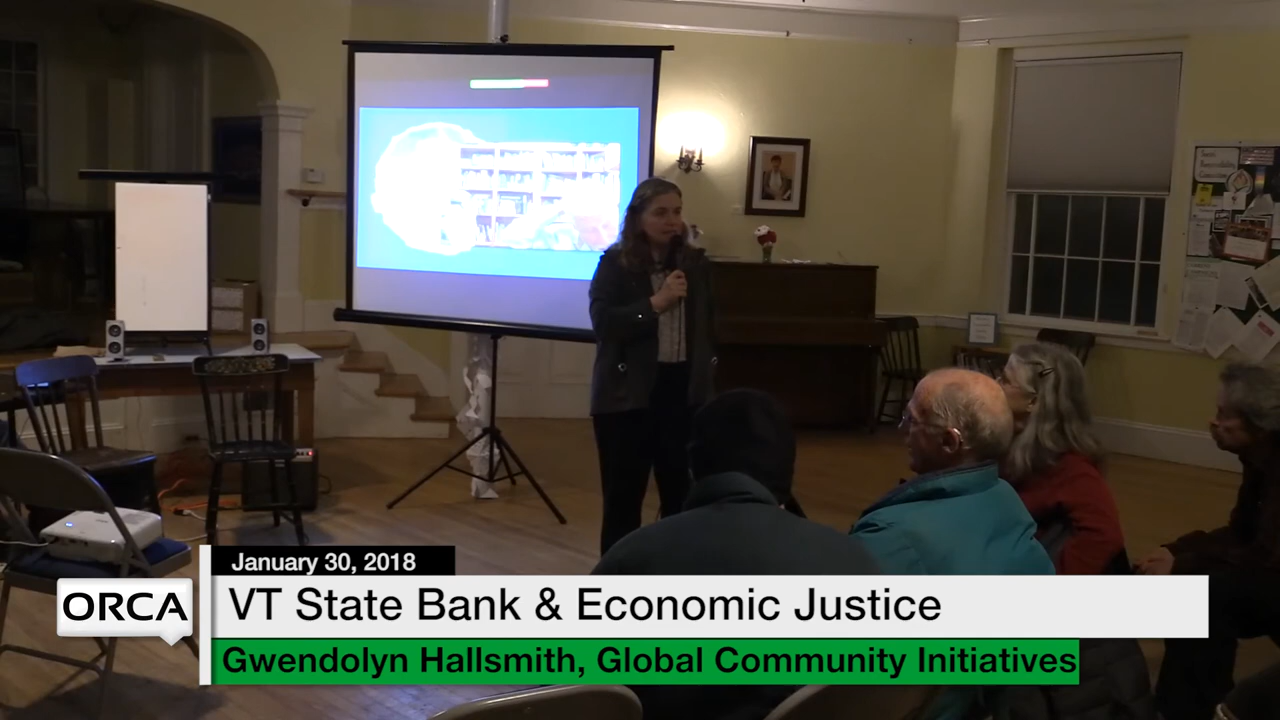 January 30, 2018
ORCA
VT State Bank & Economic Justice
Gwendolyn Hallsmith, Global Community Initiatives